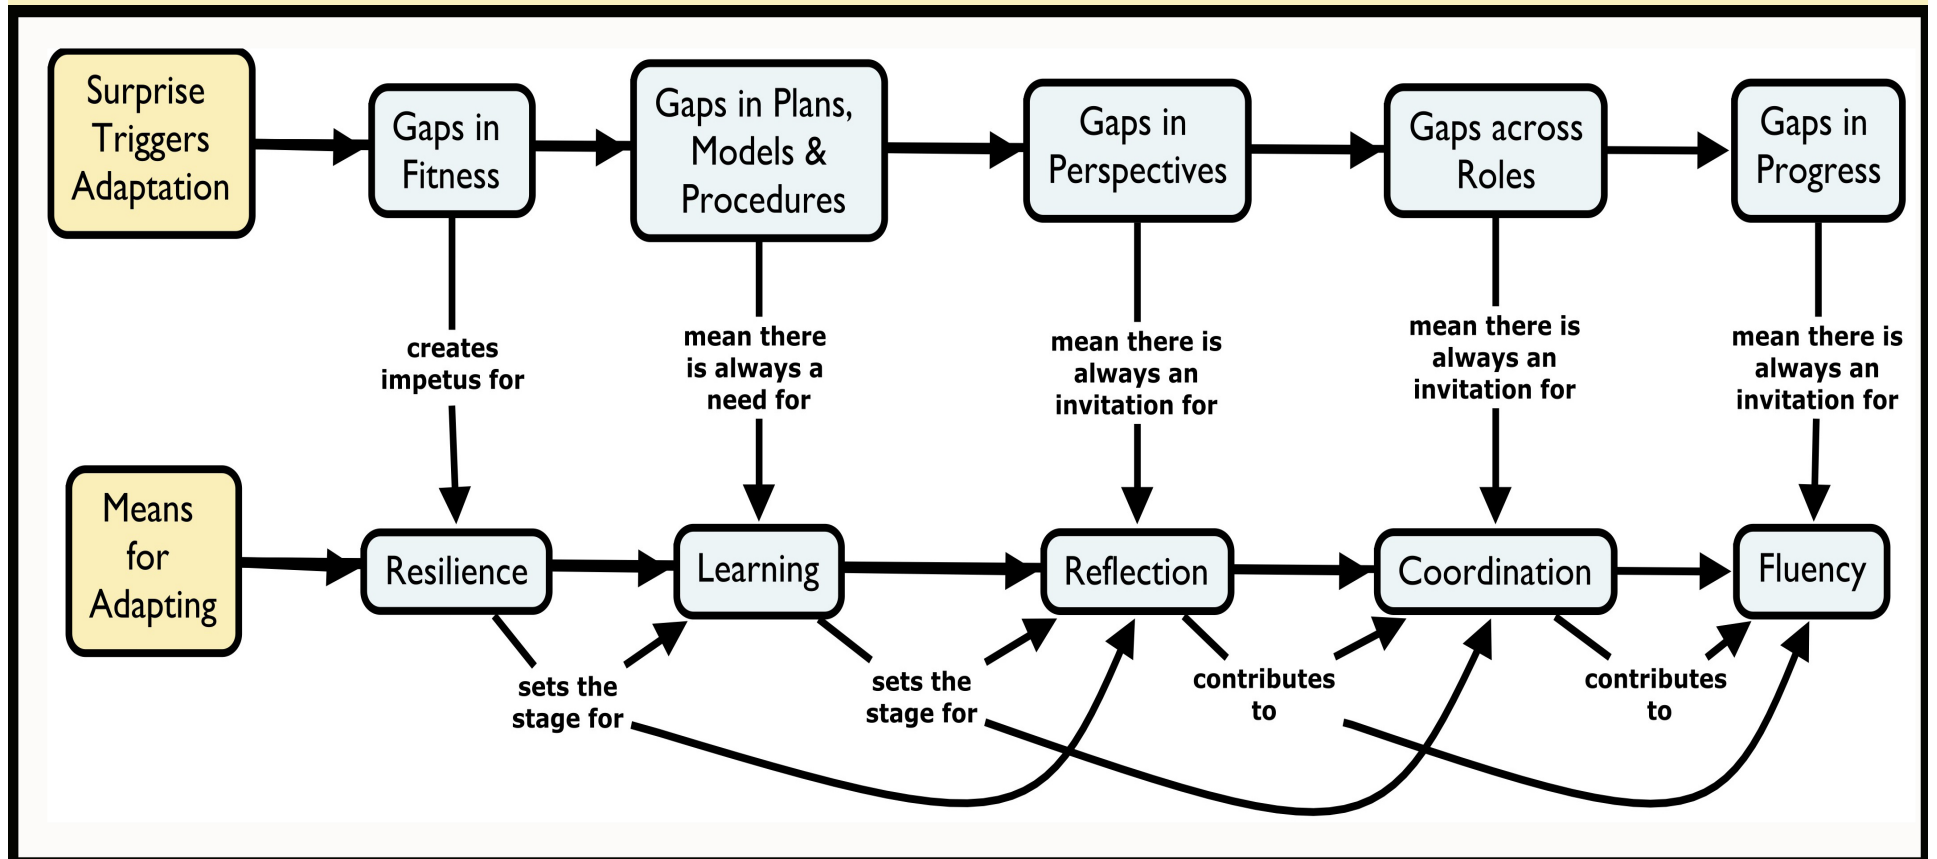 Surprise
Triggers
Adaptation
Gaps in
Fitness
Gaps in Plans,
Models &
Procedures
Gaps in
Perspectives
Gaps across
Roles
Gaps in
Progress
creates
impetus for
mean there
is always a
need for
mean there is
always an
invitation for
mean there is
always an
invitation for
mean there is
always an
invitation for
Means
for
Adapting
Resilience
Learning
Reflection
Coordination
Fluency
sets the
stage for
sets the
stage for
contributes
to
contributes
to